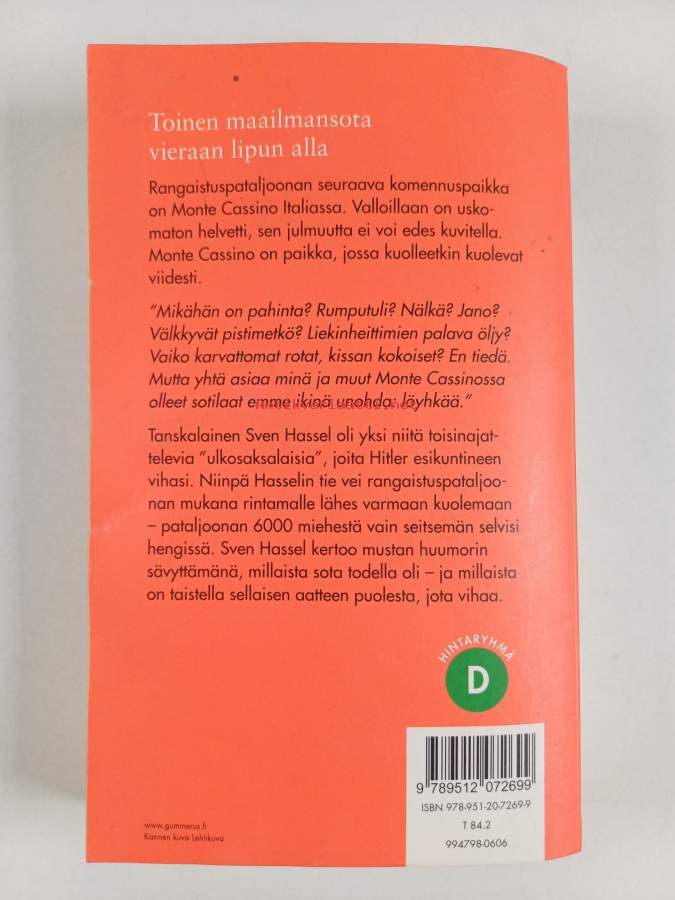 Toinen maailmansota
vieraan lipun alla
Rangaistuspataljoonan seuraava komennuspaikka
on Monte Cassino Italiassa. Valloillaan on usko-
maton helvetti, sen julmuutta ei voi edes kuvitella.
Monte Cassino on paikka, jossa kuolleetkin kuolevat
viidesti.
"Mikähän on pahinta? Rumputuli? Nälkä? Jano?
Välkkyvät pistimetkö? Liekinheittimien palava öljy?
Vaiko karvattomat rotat, kissan kokoiset? En tiedä.
Mutta yhtä asiaa minä ja muut Monte Cassinossa
olleet sotilaat emme ikinä unohda: löyhkää."
Tanskalainen Sven Hassel oli yksi niitä toisinajat-
televia "ulkosaksalaisia", joita Hitler esikuntineen
vihasi. Niinpä Hasselin tie vei rangaistuspataljoo-
nan mukana rintamalle lähes varmaan kuolemaan
– pataljoonan 6000 miehestä vain seitsemän selvisi
hengissä. Sven Hassel kertoo mustan huumorin
sävyttämänä, millaista sota todella oli – ja millaista
on taistella sellaisen aatteen puolesta, jota vihaa.
HINTARYHMÄ
D
9 789512 072699
ISBN 978-951-20-7269-9
T 84.2
994798-0606
www.gummerus.fi
Kannen kuva Lehtikuva